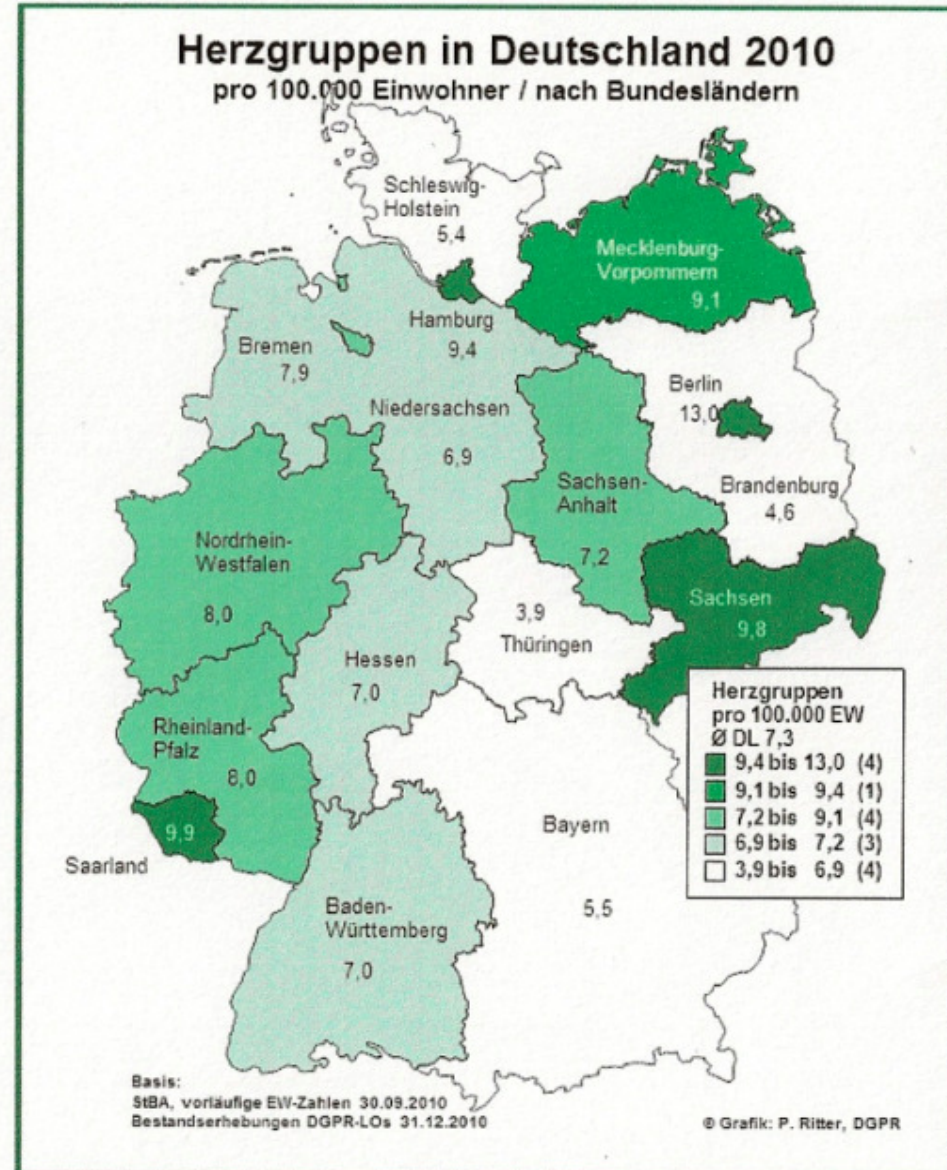 Herzgruppen in Deutschland 2010
pro 100.000 Einwohner / nach Bundesländern
Schleswig-
Holstein
5,4
Mecklenburg-
Vorpommern
9,1
Hamburg
9,4
Bremen
7,9
Berlin
13,0
Niedersachsen
6,9
Sachsen-
Anhalt
7,2
Brandenburg
4,6
Nordrhein-
Westfalen
8,0
Sachsen
9,8
3,9
Thüringen
Hessen
7,0
Rheinland-
Pfalz
8,0
9,9
Saarland
Bayern
5,5
Baden-
Württemberg
7,0
Herzgruppen
pro 100.000 EW
Ø DL 7,3
9,4 bis 13,0 (4)
9,1 bis 9,4 (1)
7,2 bis 9,1 (4)
6,9 bis 7,2 (3)
3,9 bis 6,9 (4)
Basis:
StBA, vorläufige EW-Zahlen 30.09.2010
Bestandserhebungen DGPR-LOs 31.12.2010
© Grafik: P. Ritter, DGPR